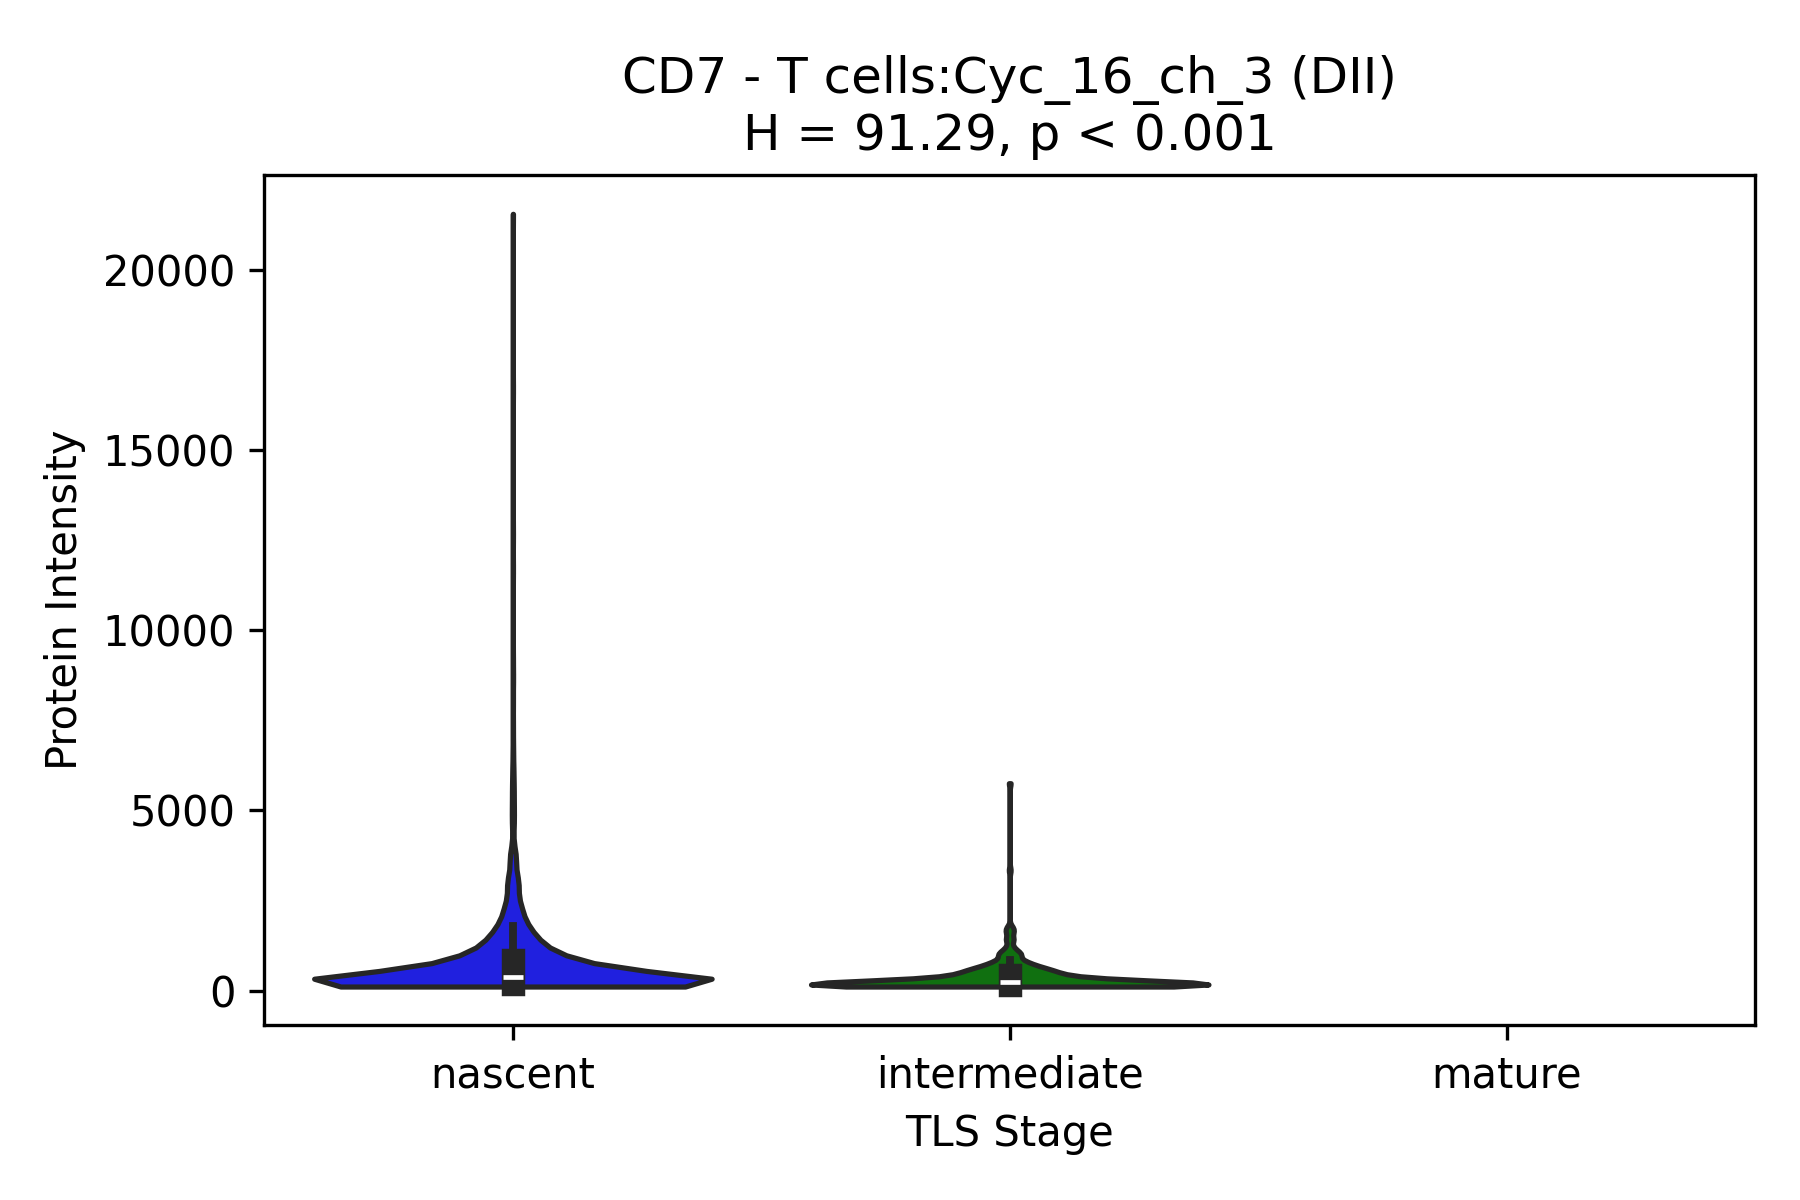 CD7 - T cells:Cyc_16_ch_3 (DII)
H = 91.29, p < 0.001
Protein Intensity
20000
15000
10000
5000
0
nascent
intermediate
mature
TLS Stage